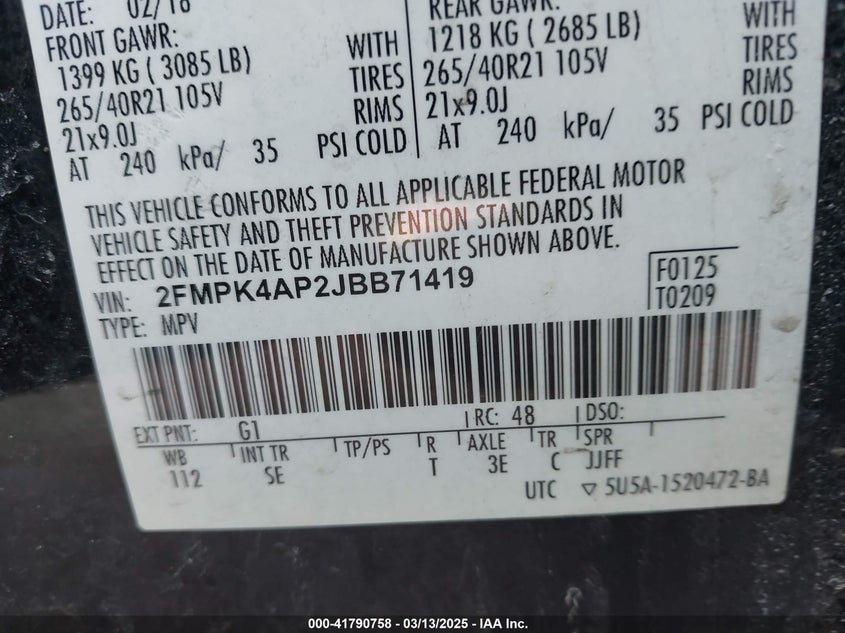 DATE: 02/18
FRONT GAWR:
1399 KG ( 3085 LB) WITH
265/40R21 105V TIRES
21x9.0J RIMS
AT 240 kPa/ 35 PSI COLD
REAR GAWR:
1218 KG ( 2685 LB) WITH
265/40R21 105V TIRES
21x9.0J RIMS
AT 240 kPa/ 35 PSI COLD
THIS VEHICLE CONFORMS TO ALL APPLICABLE FEDERAL MOTOR
VEHICLE SAFETY AND THEFT PREVENTION STANDARDS IN
EFFECT ON THE DATE OF MANUFACTURE SHOWN ABOVE.
VIN: 2FMPK4AP2JBB71419 F0125
TYPE: MPV T0209
EXT PNT: G1 RC: 48 DSO:
WB INT TR TP/PS R AXLE TR SPR
112 SE T 3E C JJFF
UTC ▽ 5U5A-1520472-BA
000-41790758 / 03/13/2025 - IAA Inc.